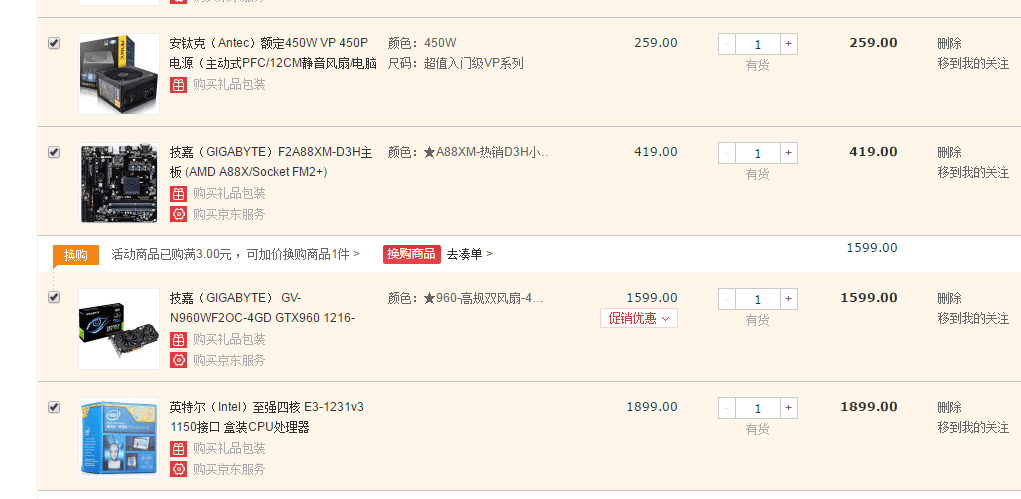 安钛克（Antec）额定450W VP 450P 颜色：450W 259.00 - 1 + 259.00 删除
电源（主动式PFC/12CM静音风扇/电脑 尺码：超值入门级VP系列 有货 移到我的关注
购买礼品包装
技嘉（GIGABYTE）F2A88XM-D3H主 颜色：★A88XM-热销D3H小.. 419.00 - 1 + 419.00 删除
板 (AMD A88X/Socket FM2+) 有货 移到我的关注
购买礼品包装
购买京东服务
换购 活动商品已购满3.00元，可加价换购商品1件 > 换购商品 去凑单 > 1599.00
技嘉（GIGABYTE） GV- 颜色：★960-高规双风扇-4... 1599.00 - 1 + 1599.00 删除
N960WF2OC-4GD GTX960 1216- 促销优惠 有货 移到我的关注
购买礼品包装
购买京东服务
英特尔（Intel）至强四核 E3-1231v3 1899.00 - 1 + 1899.00 删除
1150接口 盒装CPU处理器 有货 移到我的关注
购买礼品包装
购买京东服务